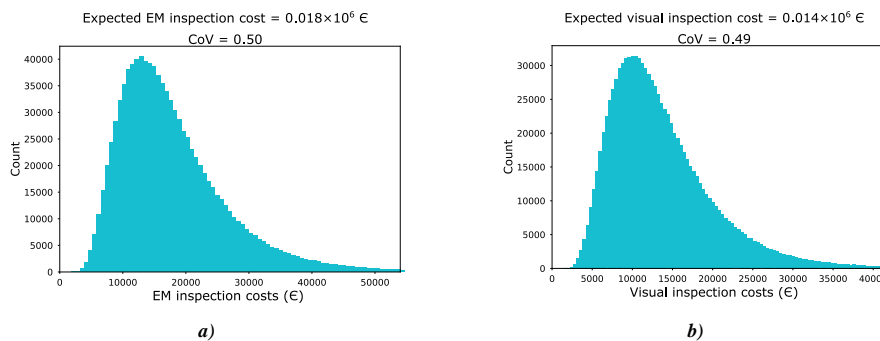 Expected EM inspection cost = 0.018×10⁶ Є
CoV = 0.50
40000
35000
30000
25000
20000
15000
10000
5000
0
Count
0 10000 20000 30000 40000 50000
EM inspection costs (Є)
a)
Expected visual inspection cost = 0.014×10⁶ Є
CoV = 0.49
30000
25000
20000
15000
10000
5000
0
Count
0 5000 10000 15000 20000 25000 30000 35000 40000
Visual inspection costs (Є)
b)